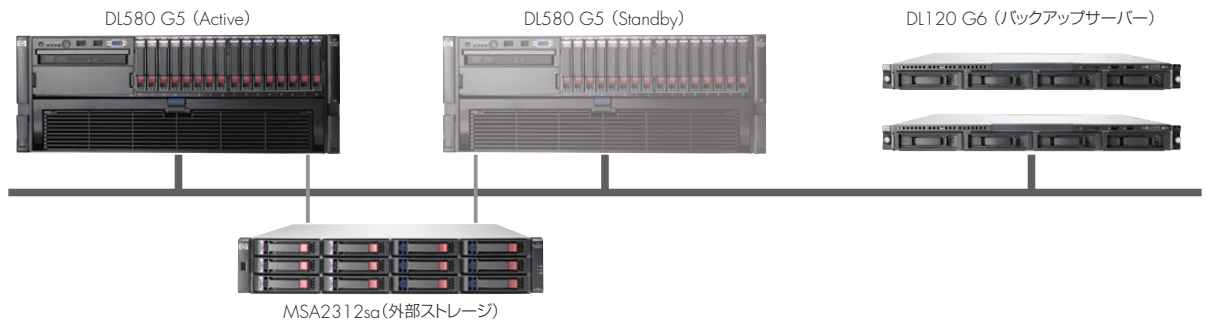 DL580 G5 （Active）
DL580 G5 （Standby）
DL120 G6 （バックアップサーバー）
MSA2312sa（外部ストレージ）